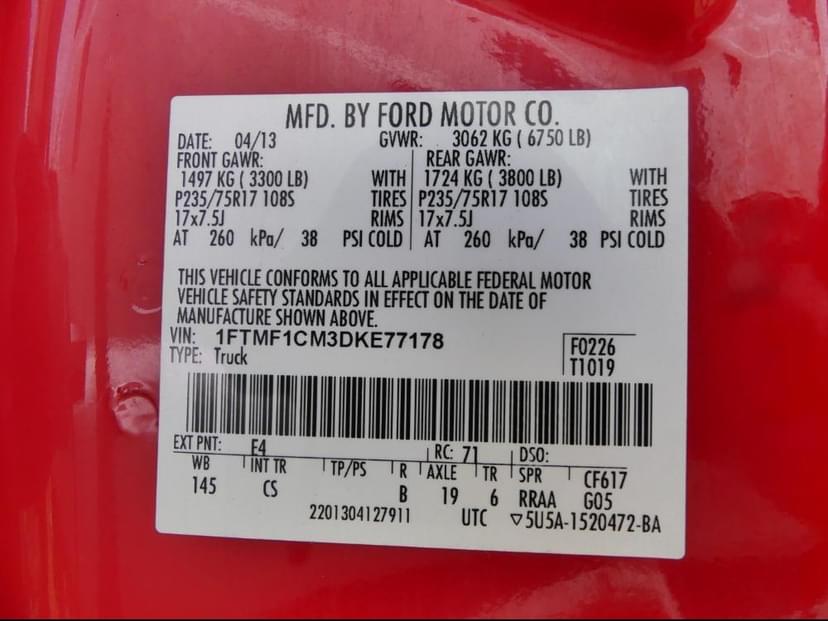 MFD. BY FORD MOTOR CO.
DATE: 04/13 GVWR: 3062 KG ( 6750 LB)
FRONT GAWR: REAR GAWR:
1497 KG ( 3300 LB) WITH 1724 KG ( 3800 LB) WITH
P235/75R17 108S TIRES P235/75R17 108S TIRES
17x7.5J RIMS 17x7.5J RIMS
AT 260 kPa/ 38 PSI COLD AT 260 kPa/ 38 PSI COLD
THIS VEHICLE CONFORMS TO ALL APPLICABLE FEDERAL MOTOR
VEHICLE SAFETY STANDARDS IN EFFECT ON THE DATE OF
MANUFACTURE SHOWN ABOVE.
VIN: 1FTMF1CM3DKE77178 F0226
TYPE: Truck T1019
EXT PNT: E4 RC: 71 DSO:
WB INT TR TP/PS R AXLE TR SPR CF617
145 CS B 19 6 RRAA G05
2201304127911 UTC ▽5U5A-1520472-BA